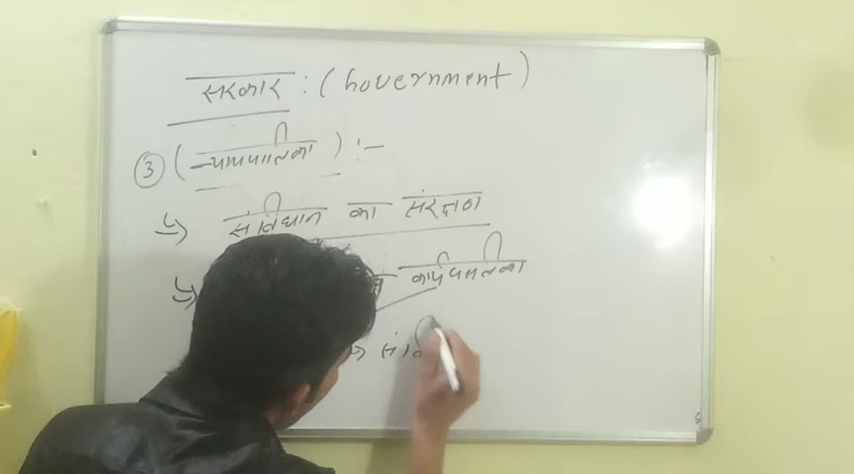 सरकार : (Government)
③ (न्यायपालिका) :-
↳ संविधान का संरक्षण
↳ कार्यपालिका
→ संवि